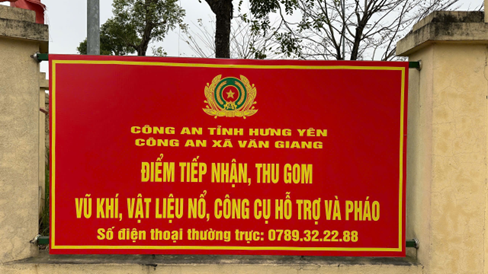 CÔNG AN TỈNH HƯNG YÊN
CÔNG AN XÃ VĂN GIANG
ĐIỂM TIẾP NHẬN, THU GOM
VŨ KHÍ, VẬT LIỆU NỔ, CÔNG CỤ HỖ TRỢ VÀ PHÁO
Số điện thoại thường trực: 0789.32.22.88